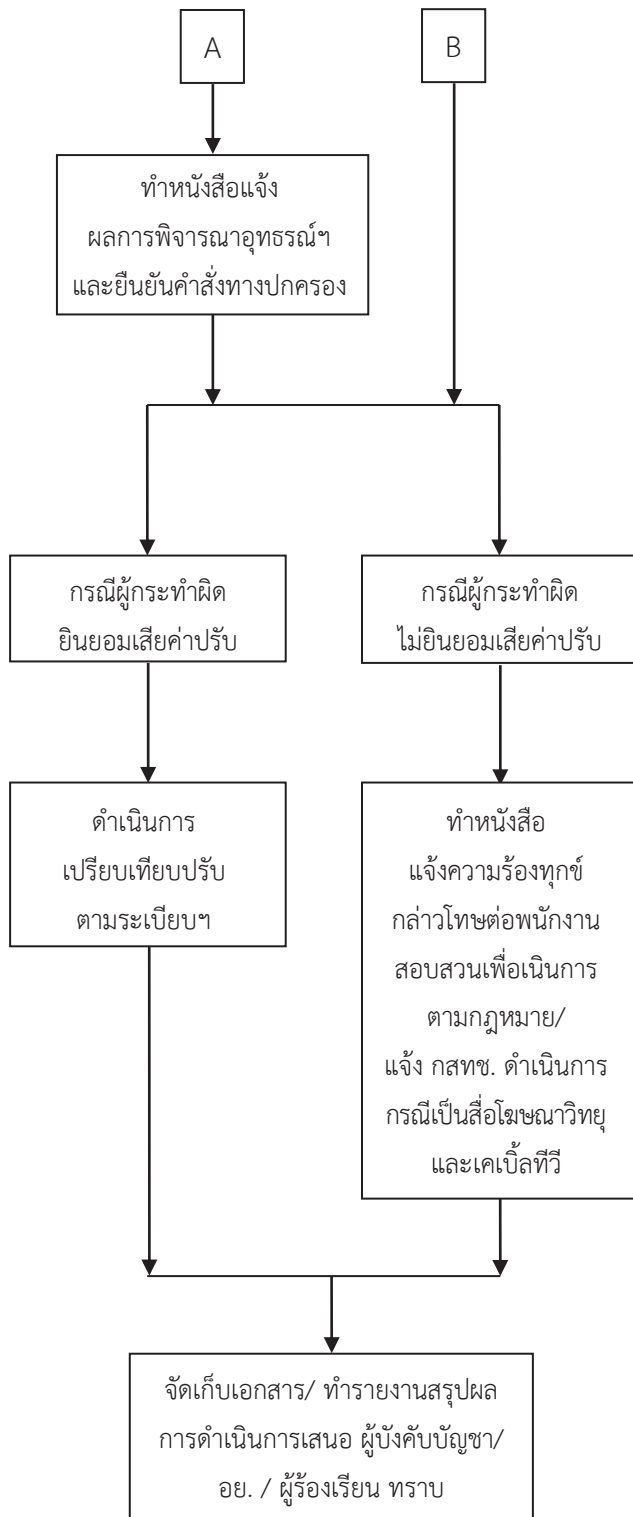 A
B
ทำหนังสือแจ้ง
ผลการพิจารณาอุทธรณ์ฯ
และยืนยันคำสั่งทางปกครอง
กรณีผู้กระทำผิด
ยินยอมเสียค่าปรับ
กรณีผู้กระทำผิด
ไม่ยินยอมเสียค่าปรับ
ดำเนินการ
เปรียบเทียบปรับ
ตามระเบียบฯ
ทำหนังสือ
แจ้งความร้องทุกข์
กล่าวโทษต่อพนักงาน
สอบสวนเพื่อเนินการ
ตามกฎหมาย/
แจ้ง กสทช. ดำเนินการ
กรณีเป็นสื่อโฆษณาวิทยุ
และเคเบิ้ลทีวี
จัดเก็บเอกสาร/ ทำรายงานสรุปผล
การดำเนินการเสนอ ผู้บังคับบัญชา/
อย. / ผู้ร้องเรียน ทราบ